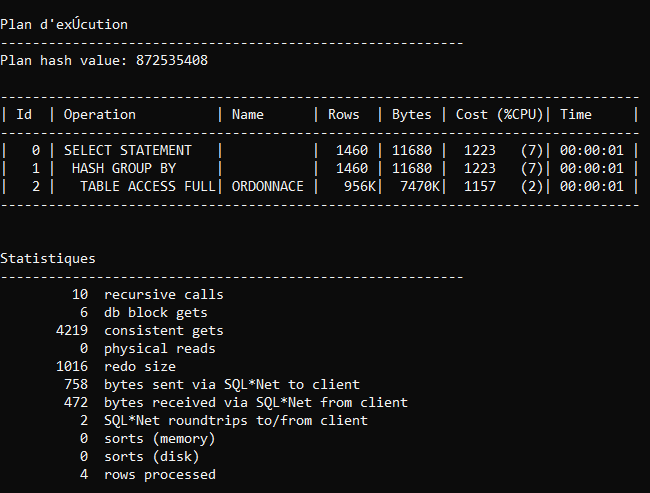 Plan d'exÚcution
----------------------------------------------------------
Plan hash value: 872535408

--------------------------------------------------------------------------------
| Id  | Operation          | Name      | Rows  | Bytes | Cost (%CPU)| Time     |
--------------------------------------------------------------------------------
|   0 | SELECT STATEMENT   |           |  1460 | 11680 |  1223   (7)| 00:00:01 |
|   1 |  HASH GROUP BY     |           |  1460 | 11680 |  1223   (7)| 00:00:01 |
|   2 |   TABLE ACCESS FULL| ORDONNACE |   956K|  7470K|  1157   (2)| 00:00:01 |
--------------------------------------------------------------------------------

Statistiques
----------------------------------------------------------
         10  recursive calls
          6  db block gets
       4219  consistent gets
          0  physical reads
       1016  redo size
        758  bytes sent via SQL*Net to client
        472  bytes received via SQL*Net from client
          2  SQL*Net roundtrips to/from client
          0  sorts (memory)
          0  sorts (disk)
          4  rows processed